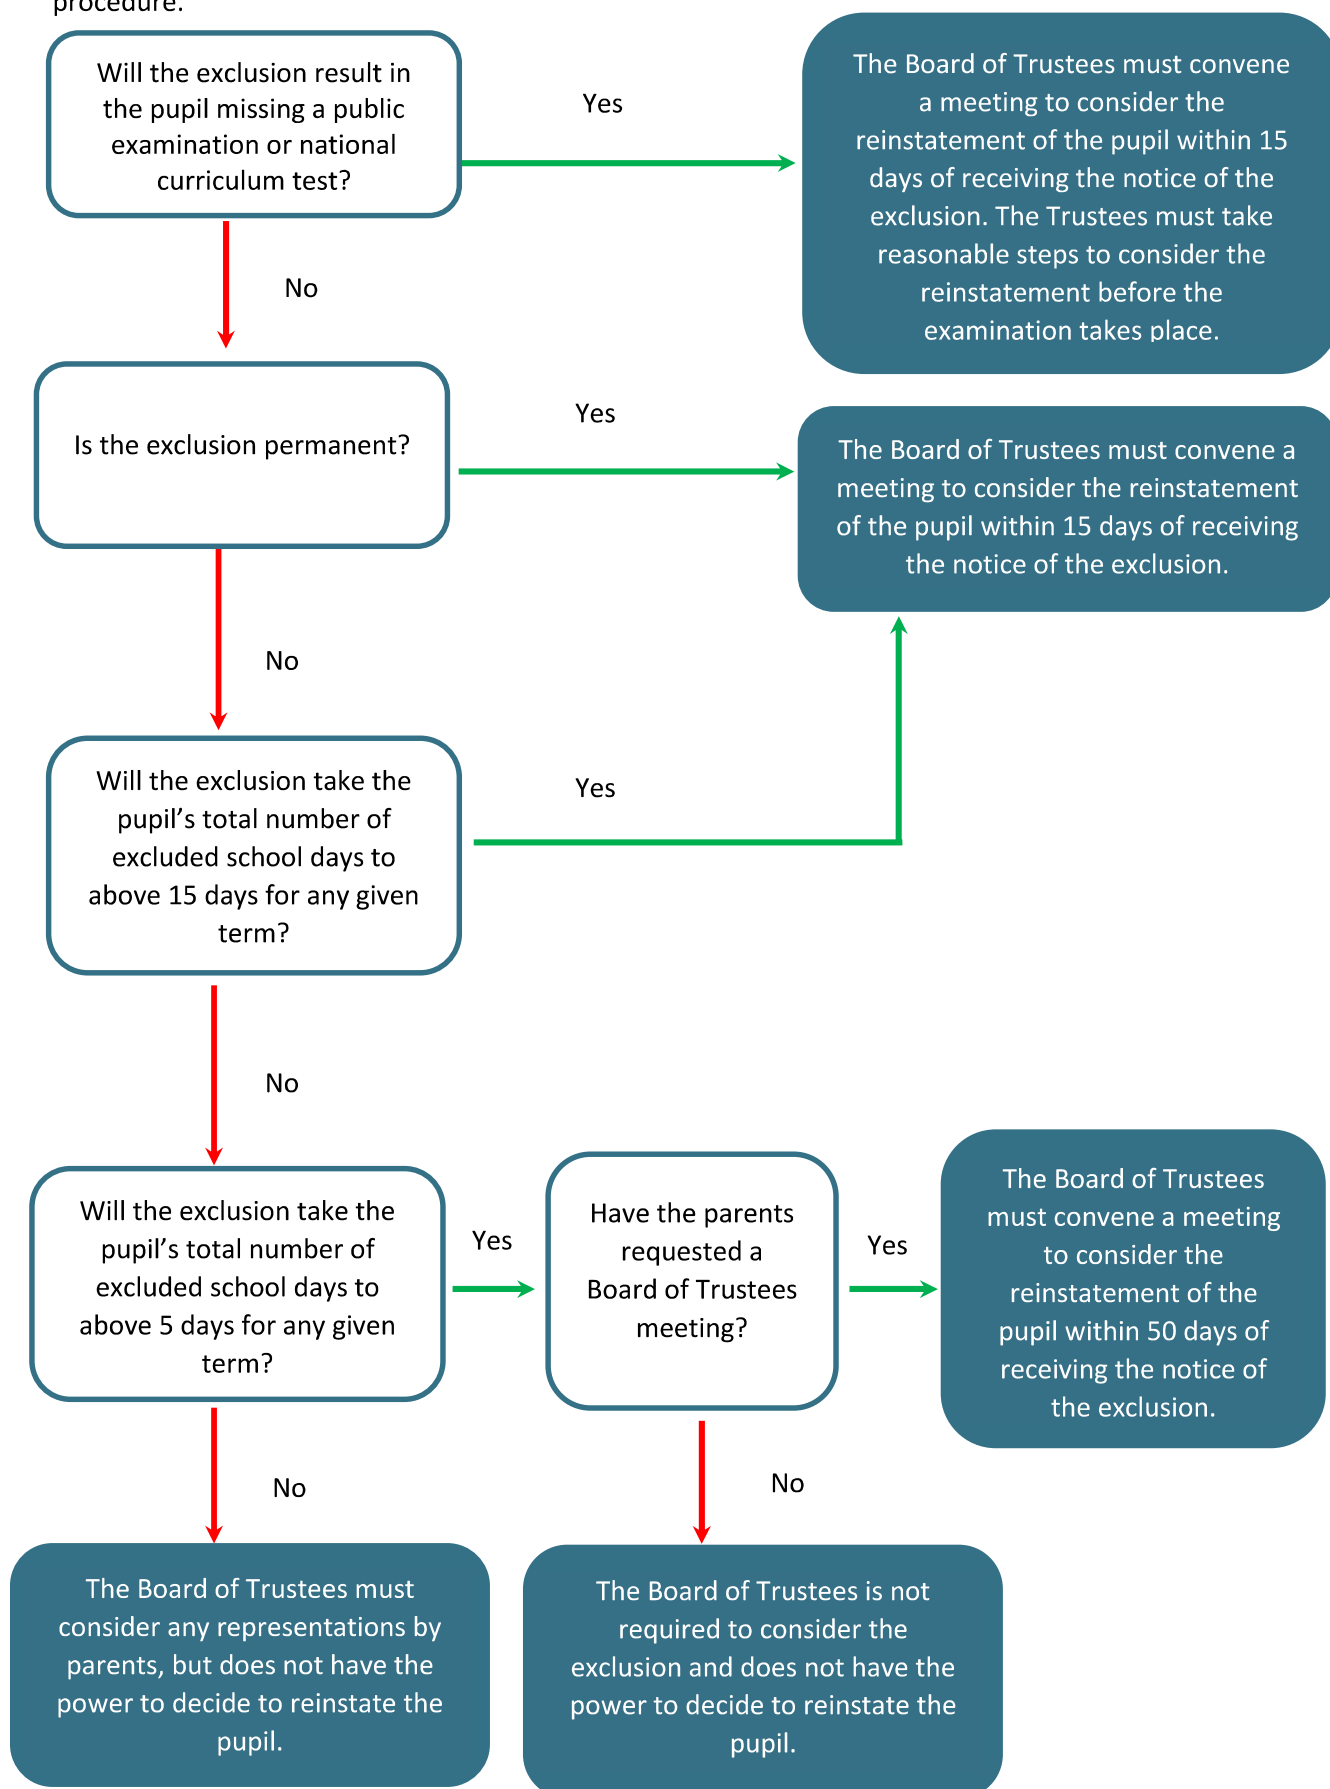 procedure.
Will the exclusion result in
the pupil missing a public
examination or national
curriculum test?
Yes
The Board of Trustees must convene
a meeting to consider the
reinstatement of the pupil within 15
days of receiving the notice of the
exclusion. The Trustees must take
reasonable steps to consider the
reinstatement before the
examination takes place.
No
Is the exclusion permanent?
Yes
The Board of Trustees must convene a
meeting to consider the reinstatement
of the pupil within 15 days of receiving
the notice of the exclusion.
No
Will the exclusion take the
pupil’s total number of
excluded school days to
above 15 days for any given
term?
Yes
No
Will the exclusion take the
pupil’s total number of
excluded school days to
above 5 days for any given
term?
Yes
Have the parents
requested a
Board of Trustees
meeting?
Yes
The Board of Trustees
must convene a meeting
to consider the
reinstatement of the
pupil within 50 days of
receiving the notice of
the exclusion.
No
No
The Board of Trustees must
consider any representations by
parents, but does not have the
power to decide to reinstate the
pupil.
The Board of Trustees is not
required to consider the
exclusion and does not have the
power to decide to reinstate the
pupil.